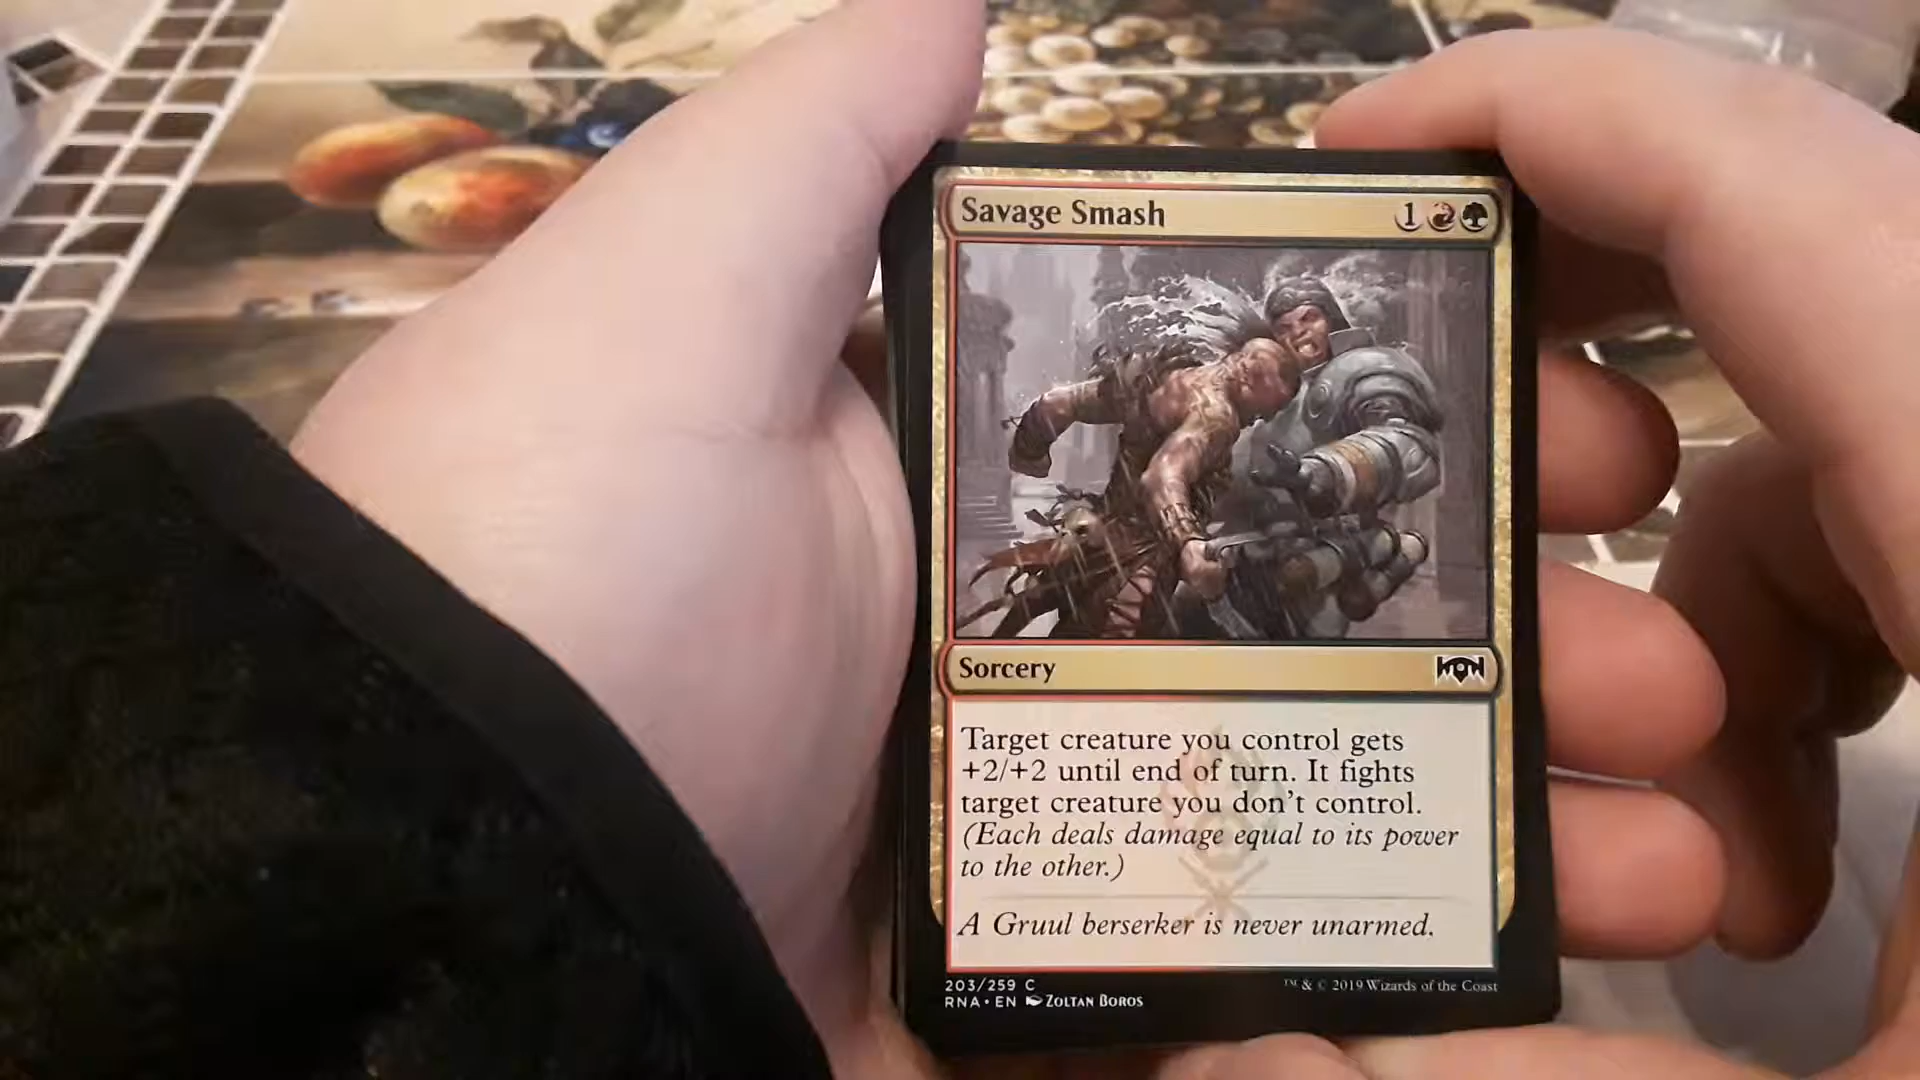 Savage Smash 1
Sorcery
Target creature you control gets
+2/+2 until end of turn. It fights
target creature you don't control.
(Each deals damage equal to its power
to the other.)
A Gruul berserker is never unarmed.
203/259 C
RNA • EN Zoltan Boros
™ & © 2019 Wizards of the Coast